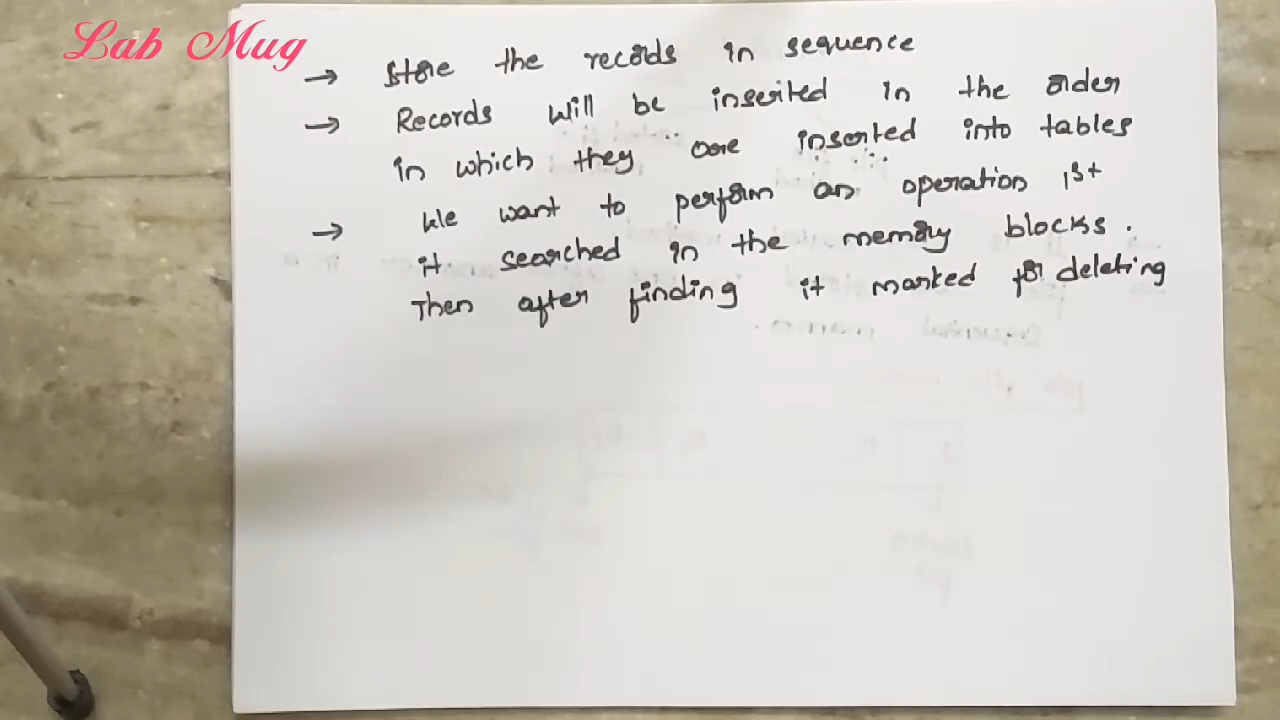 Lab Mug
→ store the records in sequence
→ Records will be inserted in the order
in which they are inserted into tables
→ We want to perform an operation 1st
it searched in the memory blocks.
Then after finding it marked for deleting